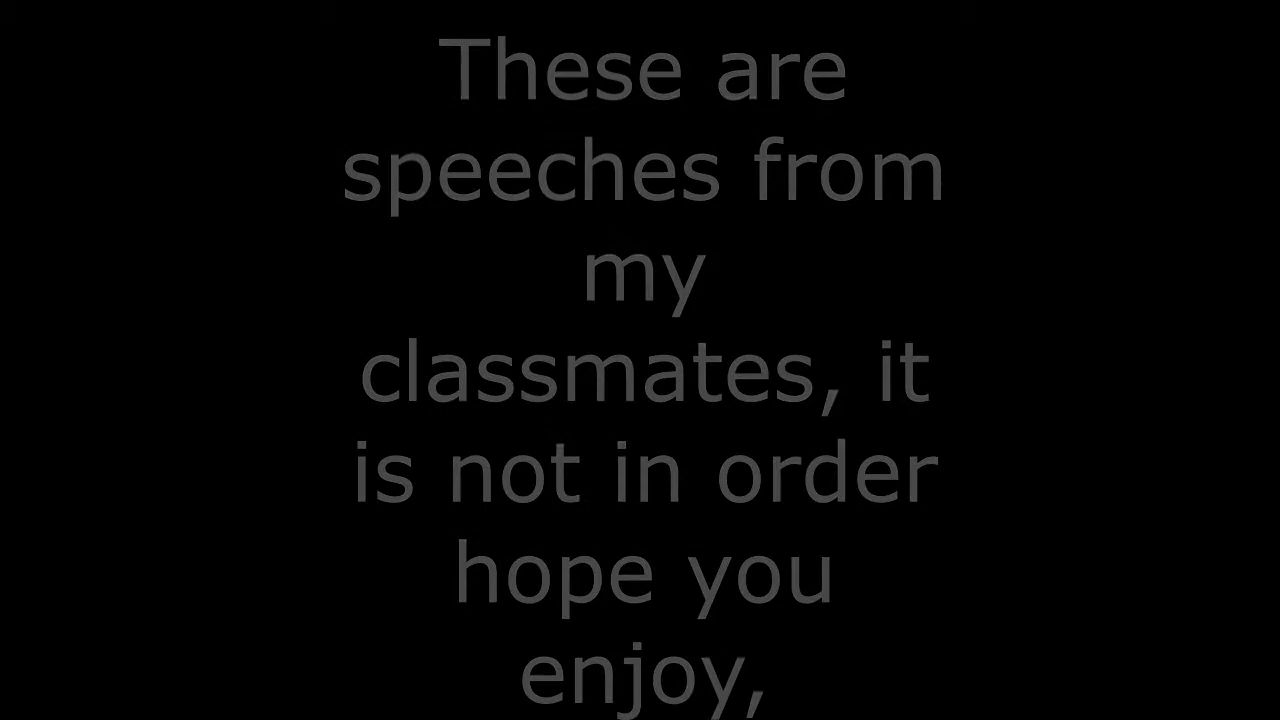 These are
speeches from
my
classmates, it
is not in order
hope you
enjoy,